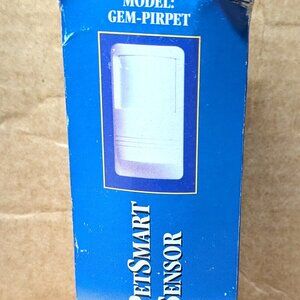 MODEL:
GEM-PIRPET
PETSMART
SENSOR